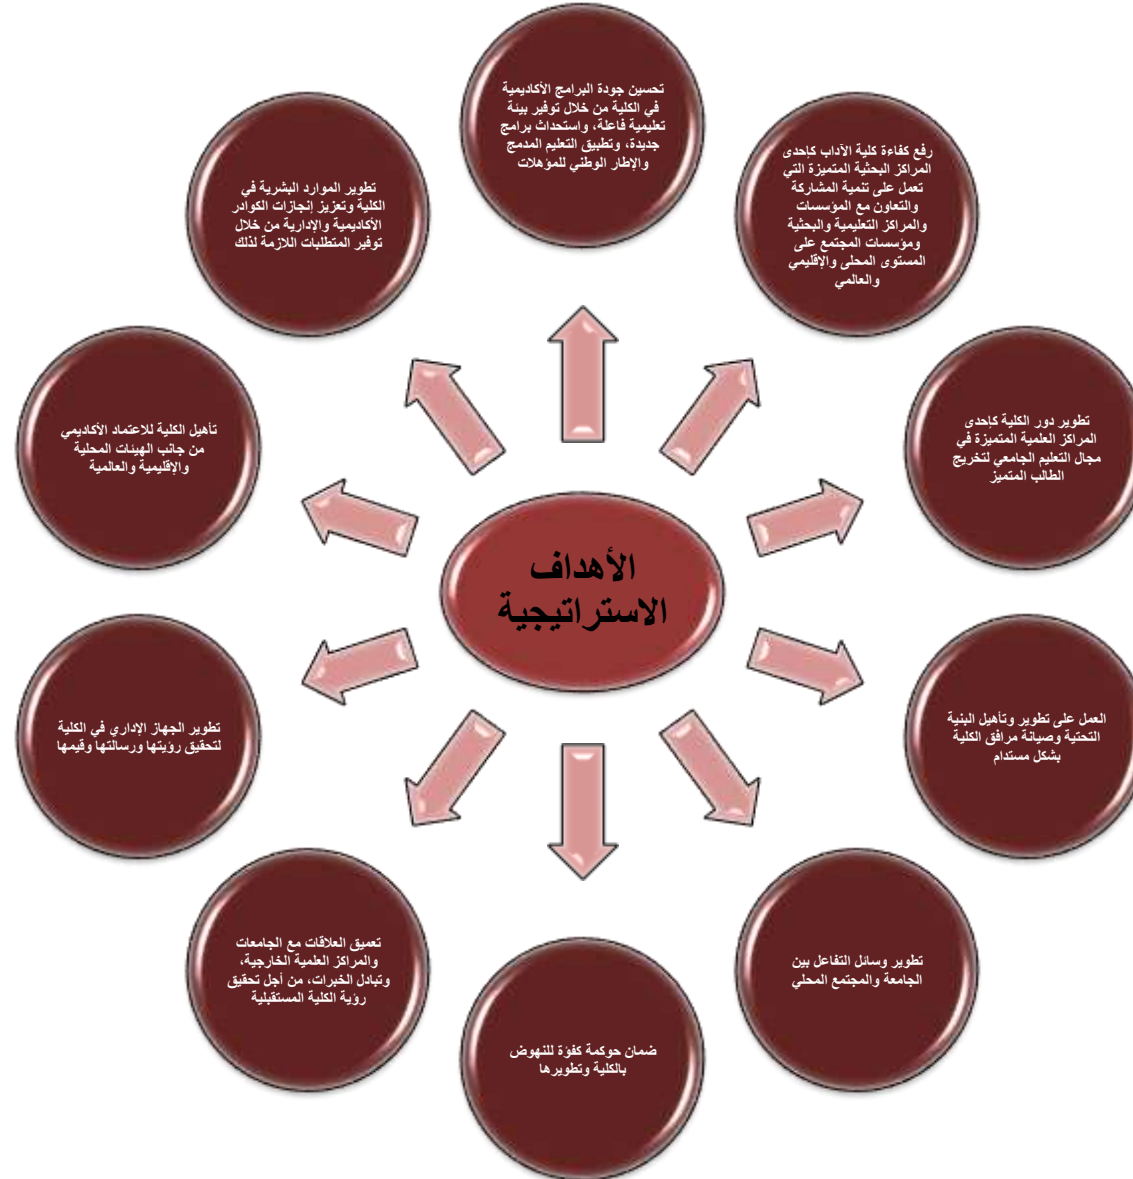 تحسين جودة البرامج الأكاديمية
في الكلية من خلال توفير بيئة
تعليمية فاعلة، واستحداث برامج
جديدة، وتطبيق التعليم المدمج
والإطار الوطني للمؤهلات
رفع كفاءة كلية الآداب كإحدى
المراكز البحثية المتميزة التي
تعمل على تنمية المشاركة
والتعاون مع المؤسسات
والمراكز التعليمية والبحثية
ومؤسسات المجتمع على
المستوى المحلى والإقليمي
والعالمي
تطوير دور الكلية كإحدى
المراكز العلمية المتميزة في
مجال التعليم الجامعي لتخريج
الطالب المتميز
العمل على تطوير وتأهيل البنية
التحتية وصيانة مرافق الكلية
بشكل مستدام
تطوير وسائل التفاعل بين
الجامعة والمجتمع المحلي
ضمان حوكمة كفؤة للنهوض
بالكلية وتطويرها
تعميق العلاقات مع الجامعات
والمراكز العلمية الخارجية،
وتبادل الخبرات، من أجل تحقيق
رؤية الكلية المستقبلية
تطوير الجهاز الإداري في الكلية
لتحقيق رؤيتها ورسالتها وقيمها
تأهيل الكلية للاعتماد الأكاديمي
من جانب الهيئات المحلية
والإقليمية والعالمية
تطوير الموارد البشرية في
الكلية وتعزيز إنجازات الكوادر
الأكاديمية والإدارية من خلال
توفير المتطلبات اللازمة لذلك
الأهداف
الاستراتيجية